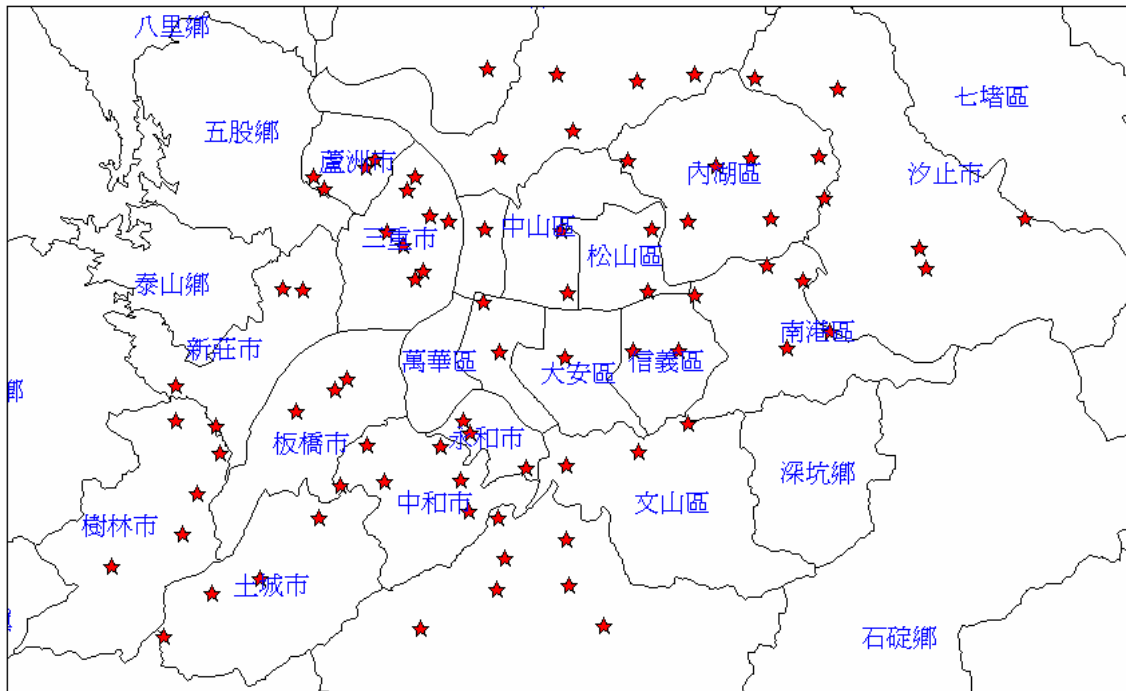 八里鄉
七堵區
五股鄉
蘆洲市
內湖區
汐止市
三重市
中山區
松山區
泰山鄉
新莊市
南港區
萬華區
大安區
信義區
鄉
板橋市
永和市
深坑鄉
中和市
文山區
樹林市
土城市
石碇鄉